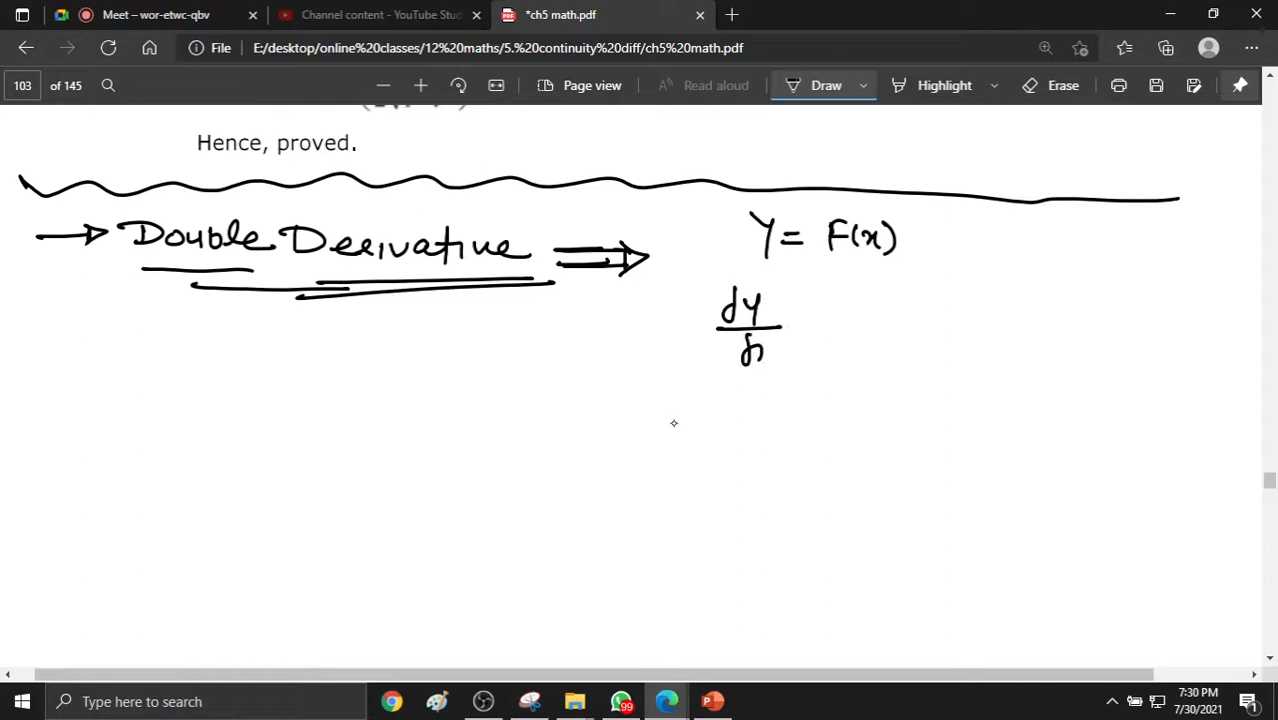 Meet – wor-etwc-qbv
Channel content - YouTube Stud
*ch5 math.pdf
File
E:/desktop/online%20classes/12%20maths/5.%20continuity%20diff/ch5%20math.pdf
103 of 145
Page view
Read aloud
Draw
Highlight
Erase
Hence, proved.
Double Derivative
Y = F(x)
dy
Type here to search
99
7:30 PM
7/30/2021
1